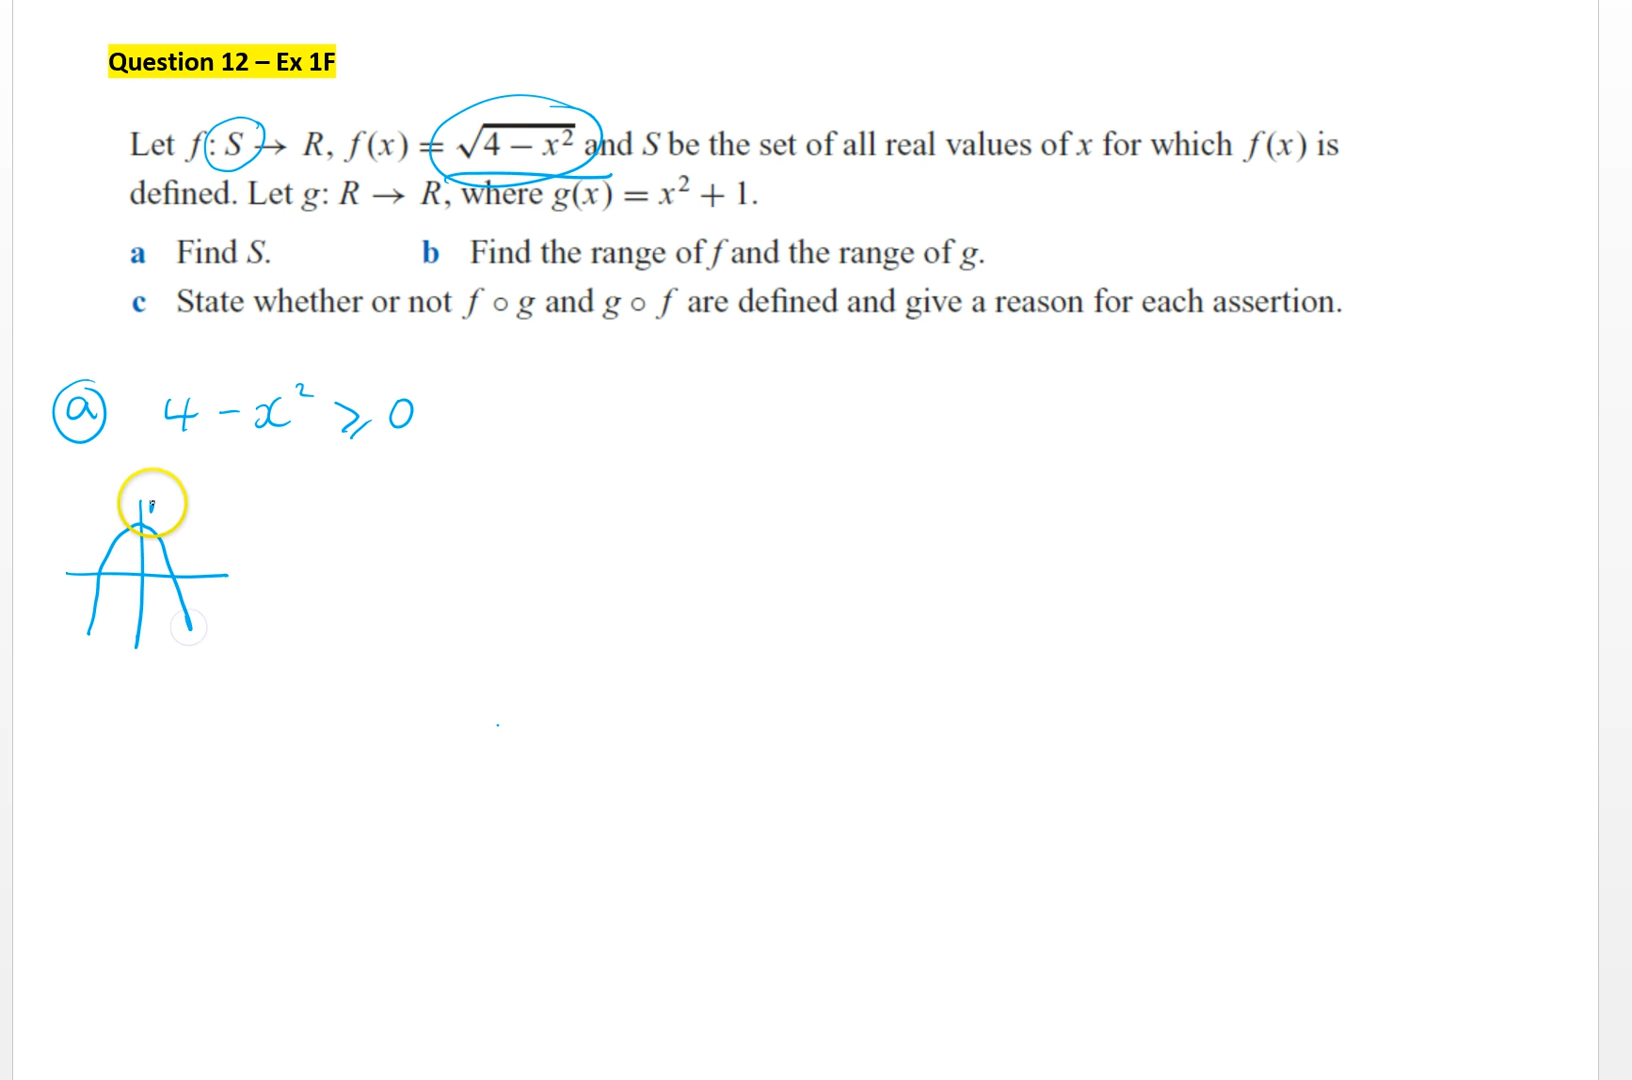 Question 12 – Ex 1F
Let f: S → R, f(x) = √(4 – x²) and S be the set of all real values of x for which f(x) is
defined. Let g: R → R, where g(x) = x² + 1.
a Find S. b Find the range of f and the range of g.
c State whether or not f ∘ g and g ∘ f are defined and give a reason for each assertion.
a 4 - x² ⩾ 0